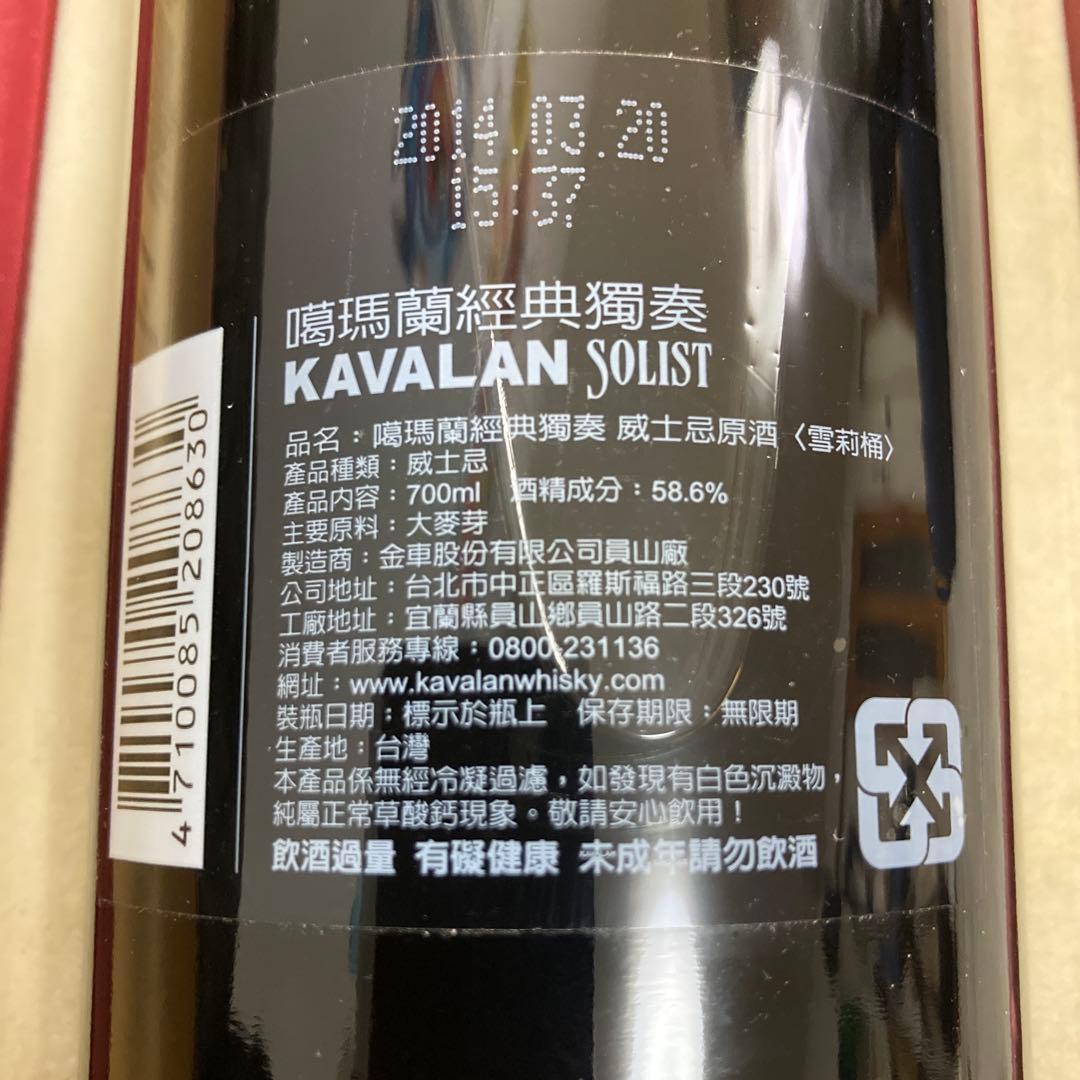 2014.03.20
15:37
噶瑪蘭經典獨奏
KAVALAN SOLIST
品名：噶瑪蘭經典獨奏 威士忌原酒〈雪莉桶〉
產品種類：威士忌
產品內容：700ml 酒精成分：58.6%
主要原料：大麥芽
製造商：金車股份有限公司員山廠
公司地址：台北市中正區羅斯福路三段230號
工廠地址：宜蘭縣員山鄉員山路二段326號
消費者服務專線：0800-231136
網址：www.kavalanwhisky.com
裝瓶日期：標示於瓶上 保存期限：無限期
生產地：台灣
本產品係無經冷凝過濾，如發現有白色沉澱物，
純屬正常草酸鈣現象。敬請安心飲用！
飲酒過量 有礙健康 未成年請勿飲酒
4 710085 208630